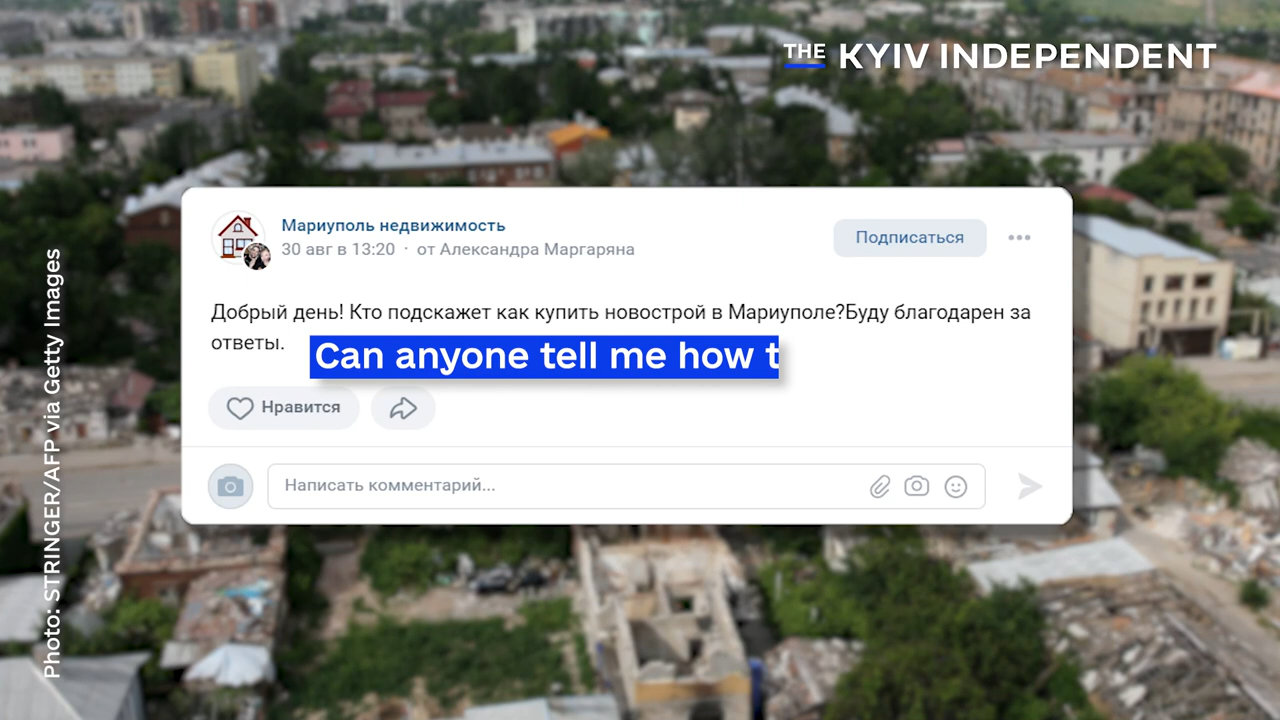 THE KYIV INDEPENDENT
Мариуполь недвижимость
30 авг в 13:20 · от Александра Маргаряна
Подписаться
Добрый день! Кто подскажет как купить новострой в Мариуполе?Буду благодарен за
ответы.
Can anyone tell me how t
Нравится
Написать комментарий...
Photo: STRINGER/AFP via Getty Images